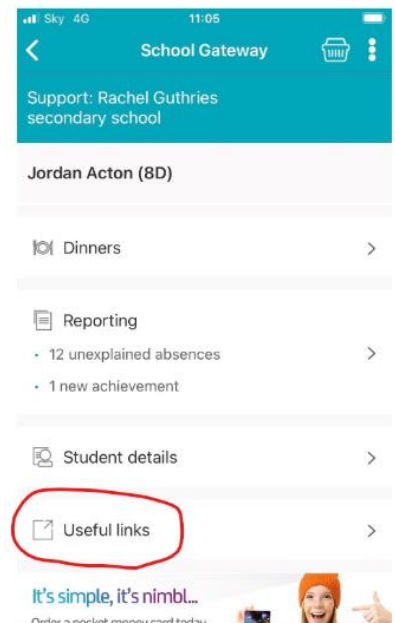 Sky 4G 11:05
School Gateway
Support: Rachel Guthries
secondary school
Jordan Acton (8D)
Dinners
Reporting
• 12 unexplained absences
• 1 new achievement
Student details
Useful links
It's simple, it's nimbl...
Order a pocket money card today